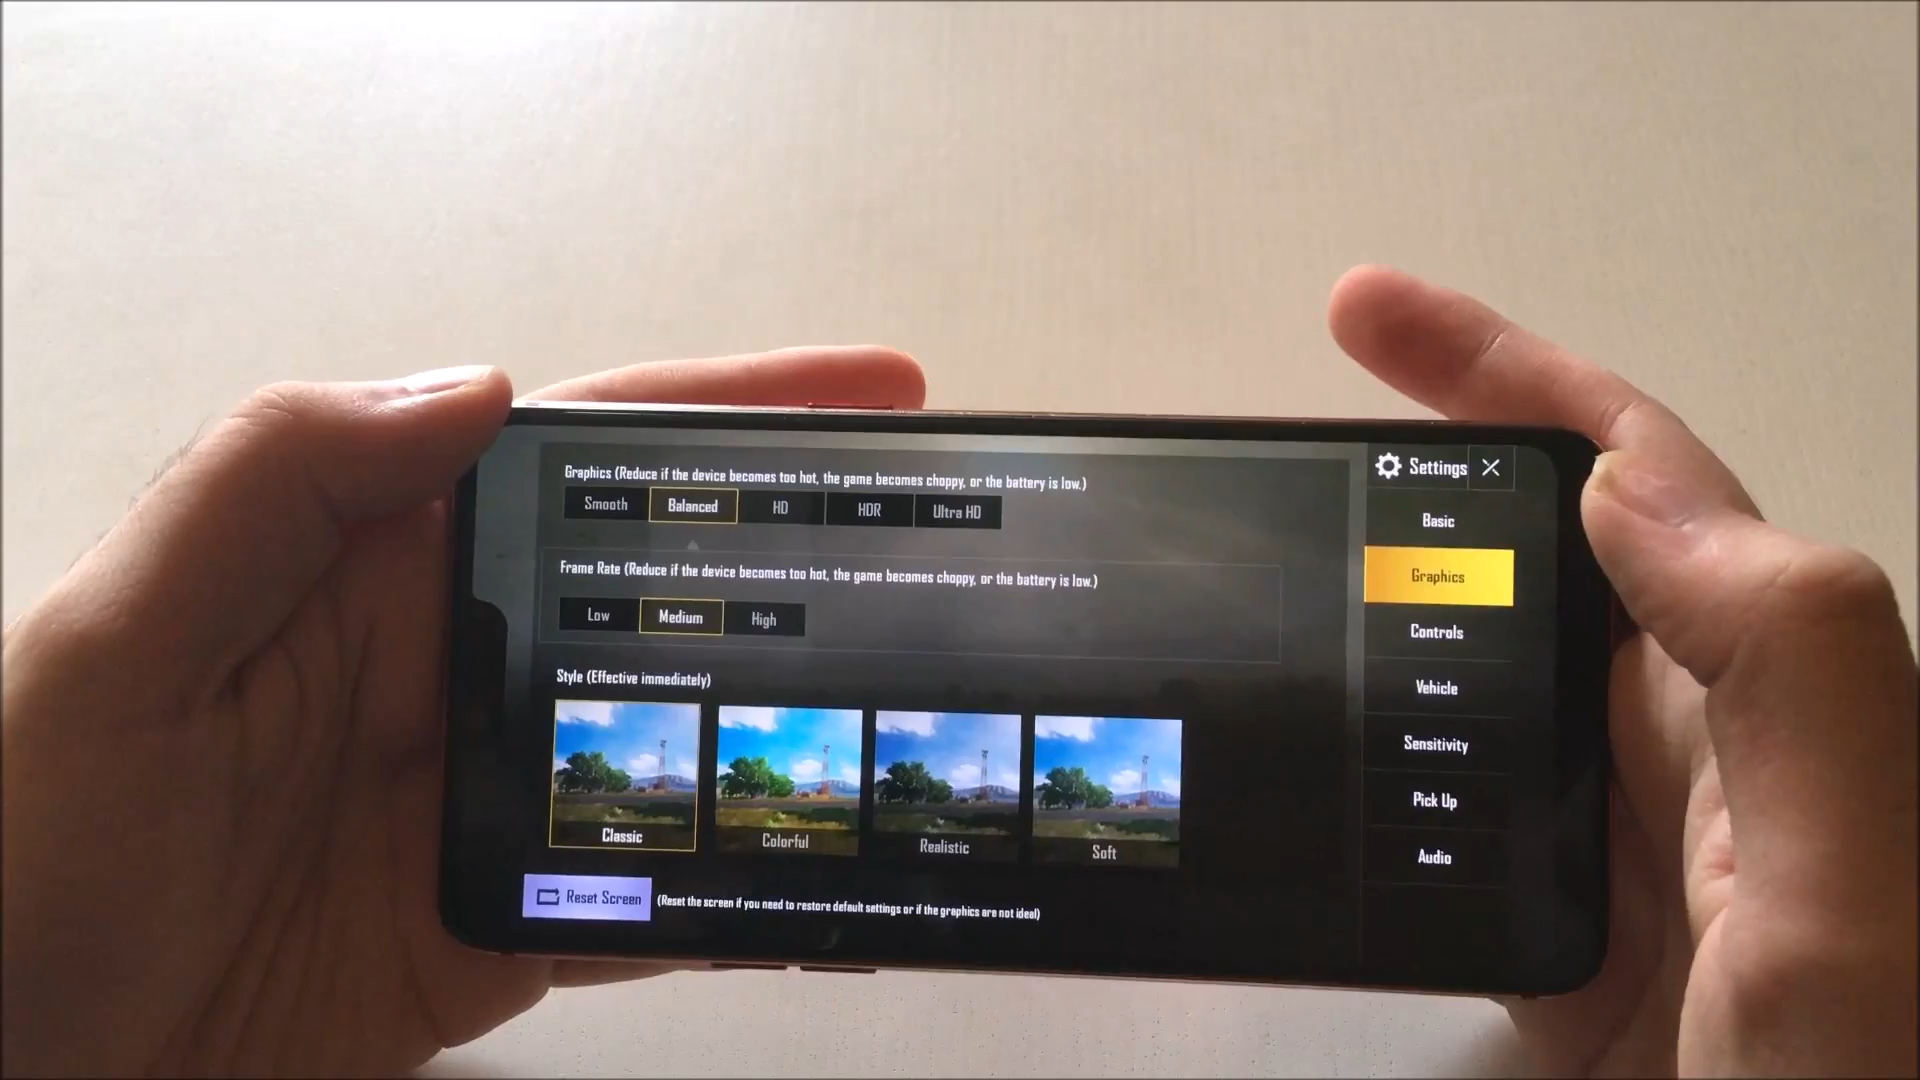 Graphics (Reduce if the device becomes too hot, the game becomes choppy, or the battery is low.)
Smooth
Balanced
HD
HDR
Ultra HD
Frame Rate (Reduce if the device becomes too hot, the game becomes choppy, or the battery is low.)
Low
Medium
High
Style (Effective immediately)
Classic
Colorful
Realistic
Soft
Reset Screen
(Reset the screen if you need to restore default settings or if the graphics are not ideal)
Settings
Basic
Graphics
Controls
Vehicle
Sensitivity
Pick Up
Audio